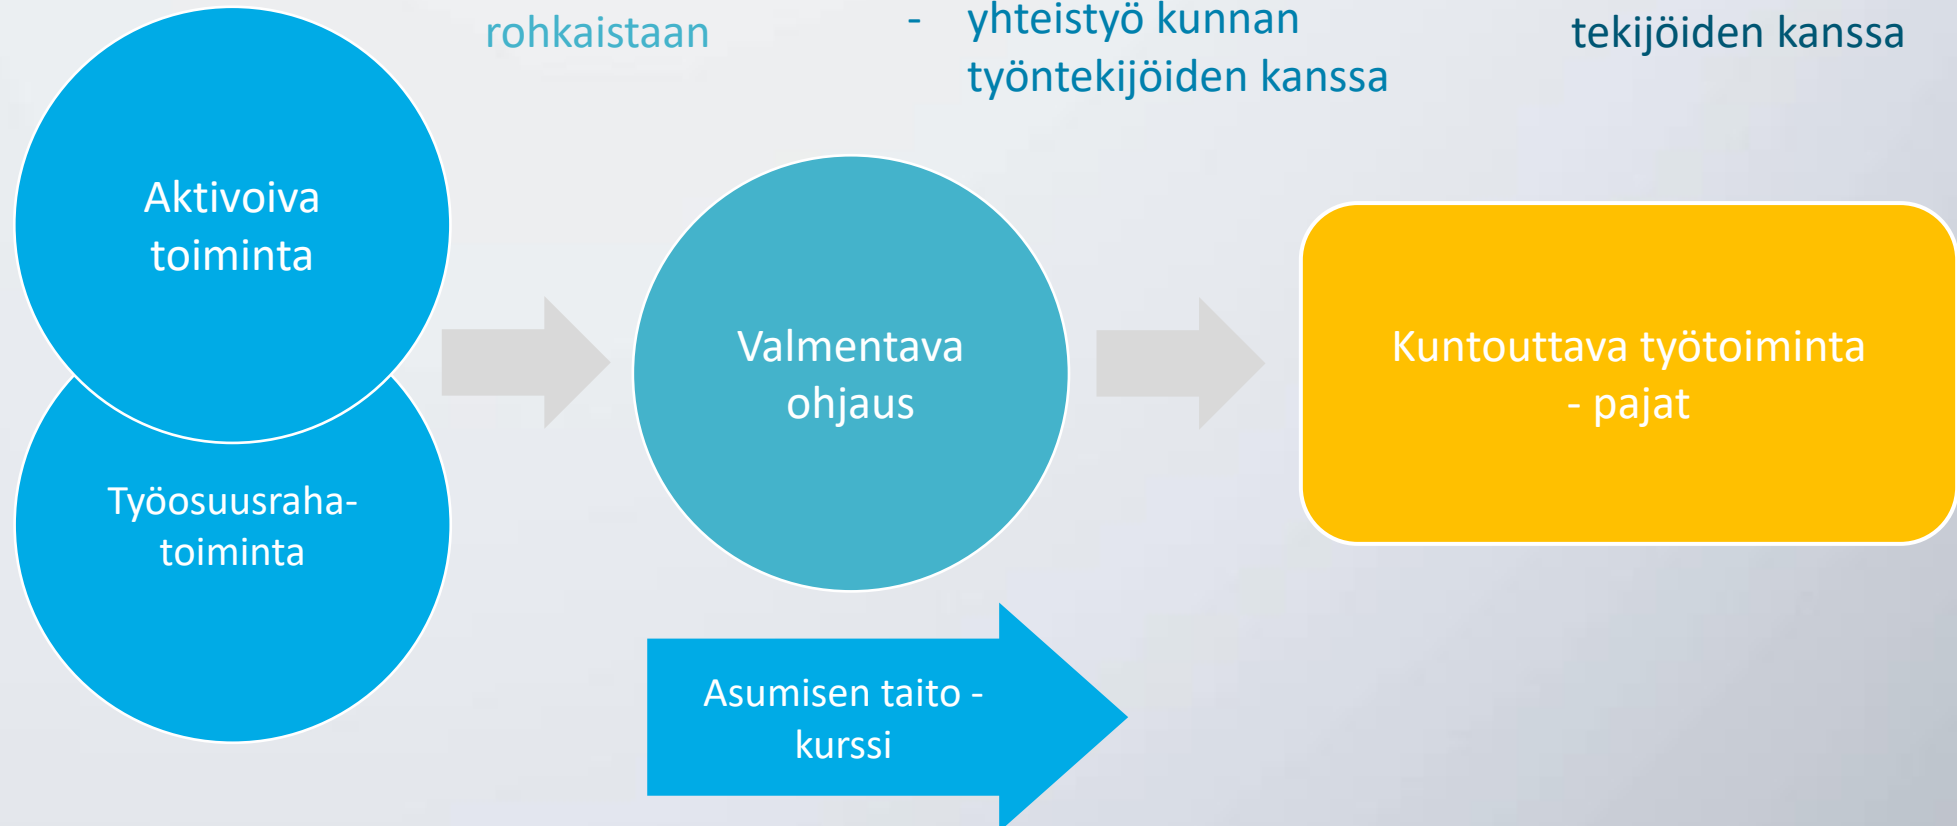 rohkaistaan
- yhteistyö kunnan
työntekijöiden kanssa
tekijöiden kanssa
Aktivoiva
toiminta
Työosuusraha-
toiminta
Valmentava
ohjaus
Asumisen taito -
kurssi
Kuntouttava työtoiminta
- pajat